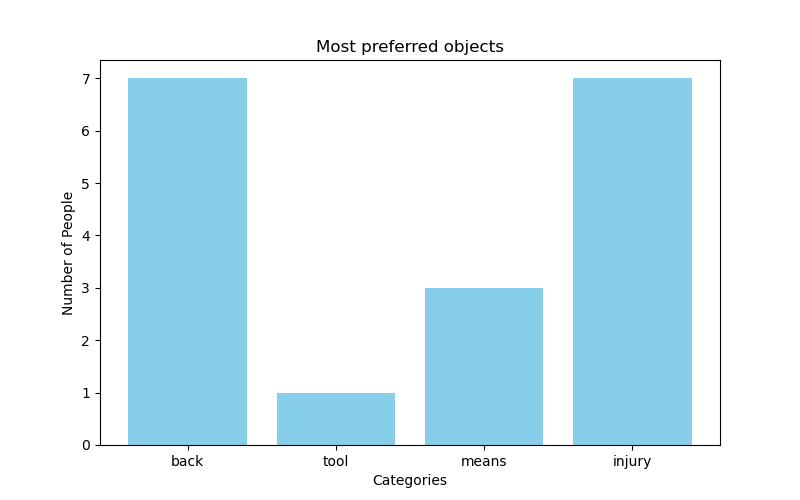 Most preferred objects
Number of People
7
6
5
4
3
2
1
0
back tool means injury
Categories